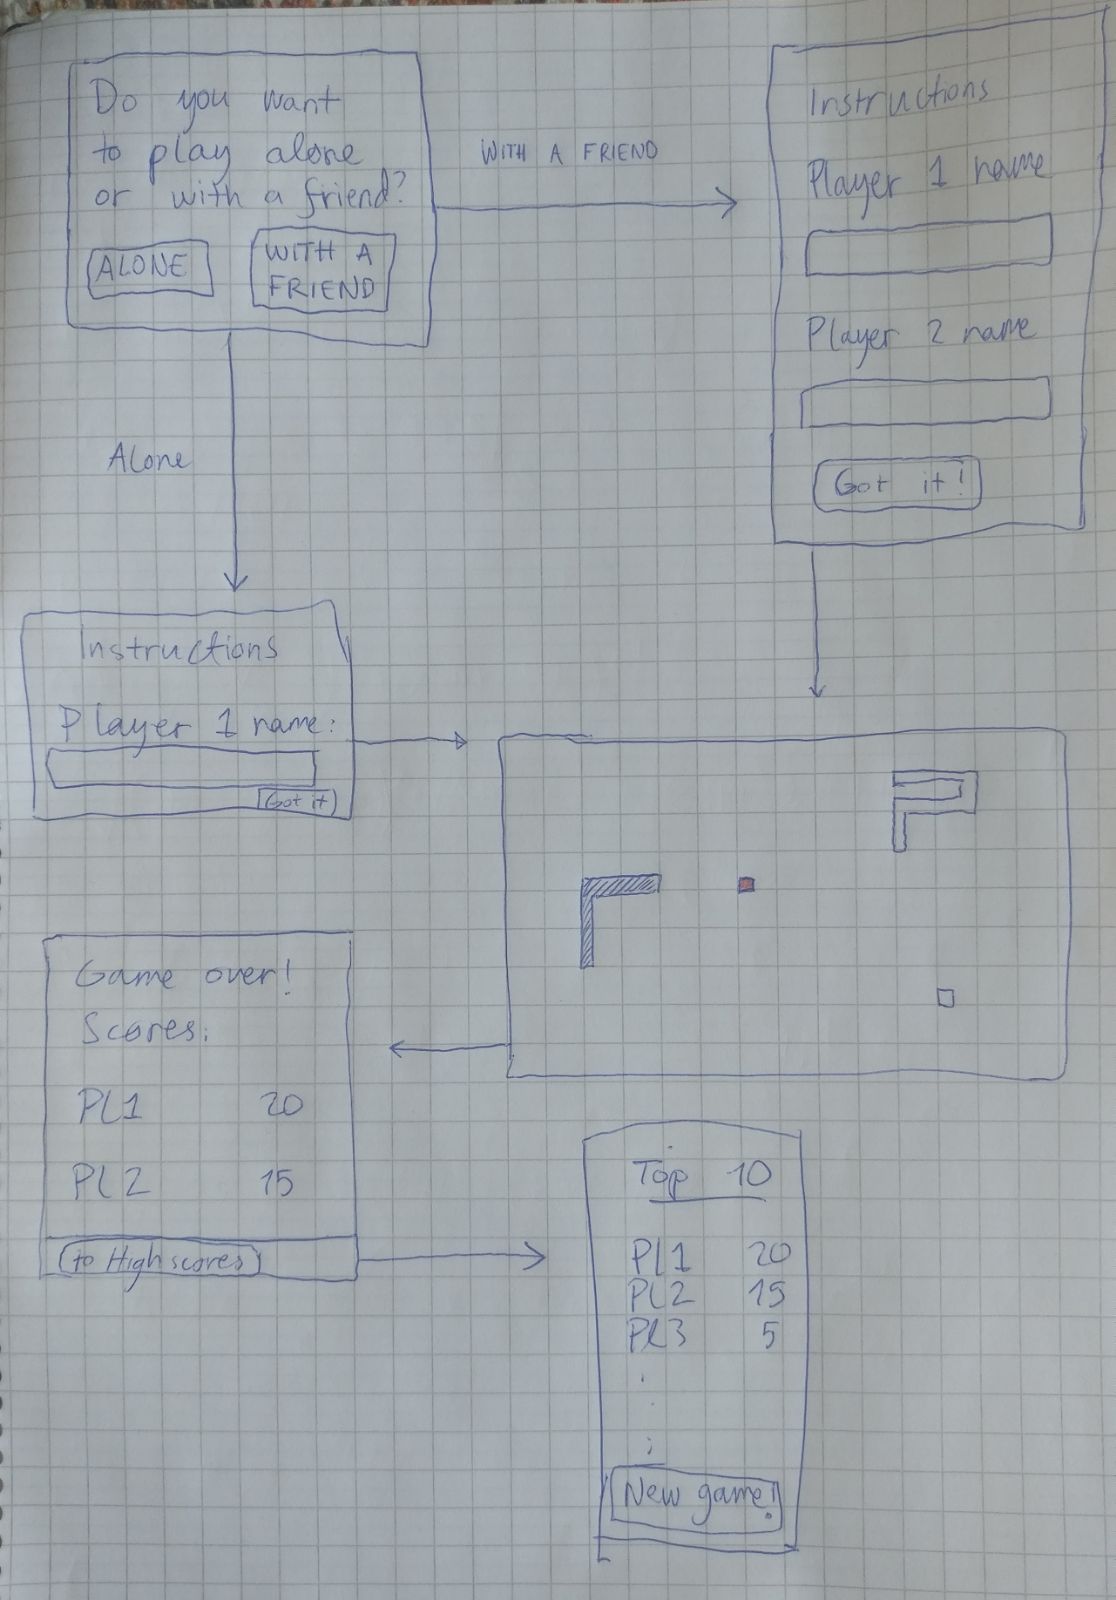 Do you want
to play alone
or with a friend?
ALONE
WITH A
FRIEND
WITH A FRIEND
Instructions
Player 1 name
Player 2 name
Got it!
Alone
Instructions
Player 1 name:
Got it
Game over!
Scores:
PL1 20
PL2 15
to Highscores
Top 10
PL1 20
PL2 15
PL3 5
New game!